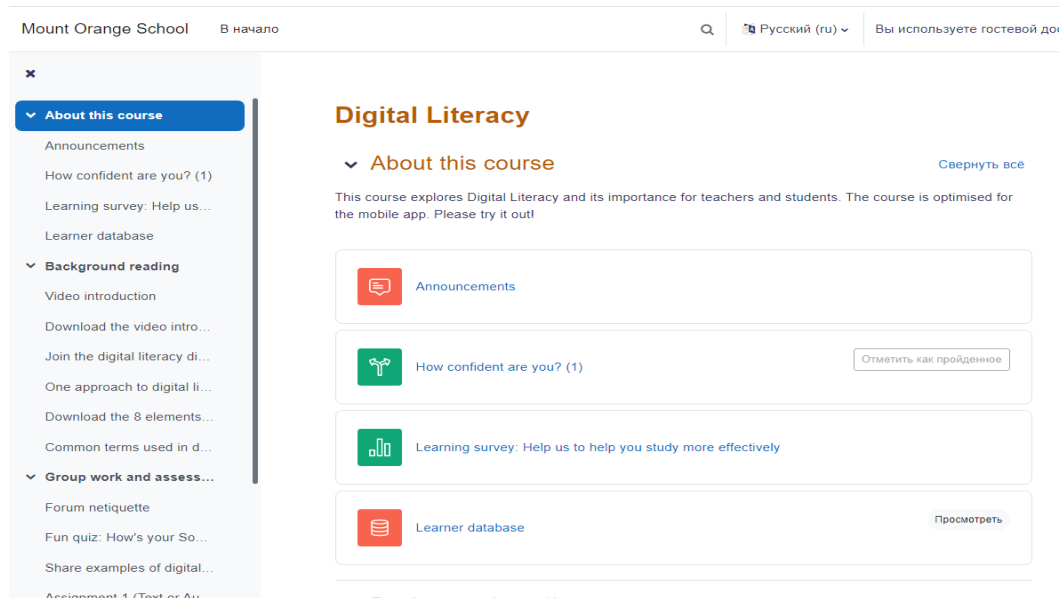 Mount Orange School
В начало
Русский (ru)
Вы используете гостевой
About this course
Announcements
How confident are you? (1)
Learning survey: Help us...
Learner database
Background reading
Video introduction
Download the video intro...
Join the digital literacy di...
One approach to digital li...
Download the 8 elements...
Common terms used in d...
Group work and assess...
Forum netiquette
Fun quiz: How's your So...
Share examples of digital...
Assignment 1 (Text or Au...
Digital Literacy
About this course
Свернуть всё
This course explores Digital Literacy and its importance for teachers and students. The course is optimised for
the mobile app. Please try it out!
Announcements
How confident are you? (1)
Отметить как пройденное
Learning survey: Help us to help you study more effectively
Learner database
Просмотреть